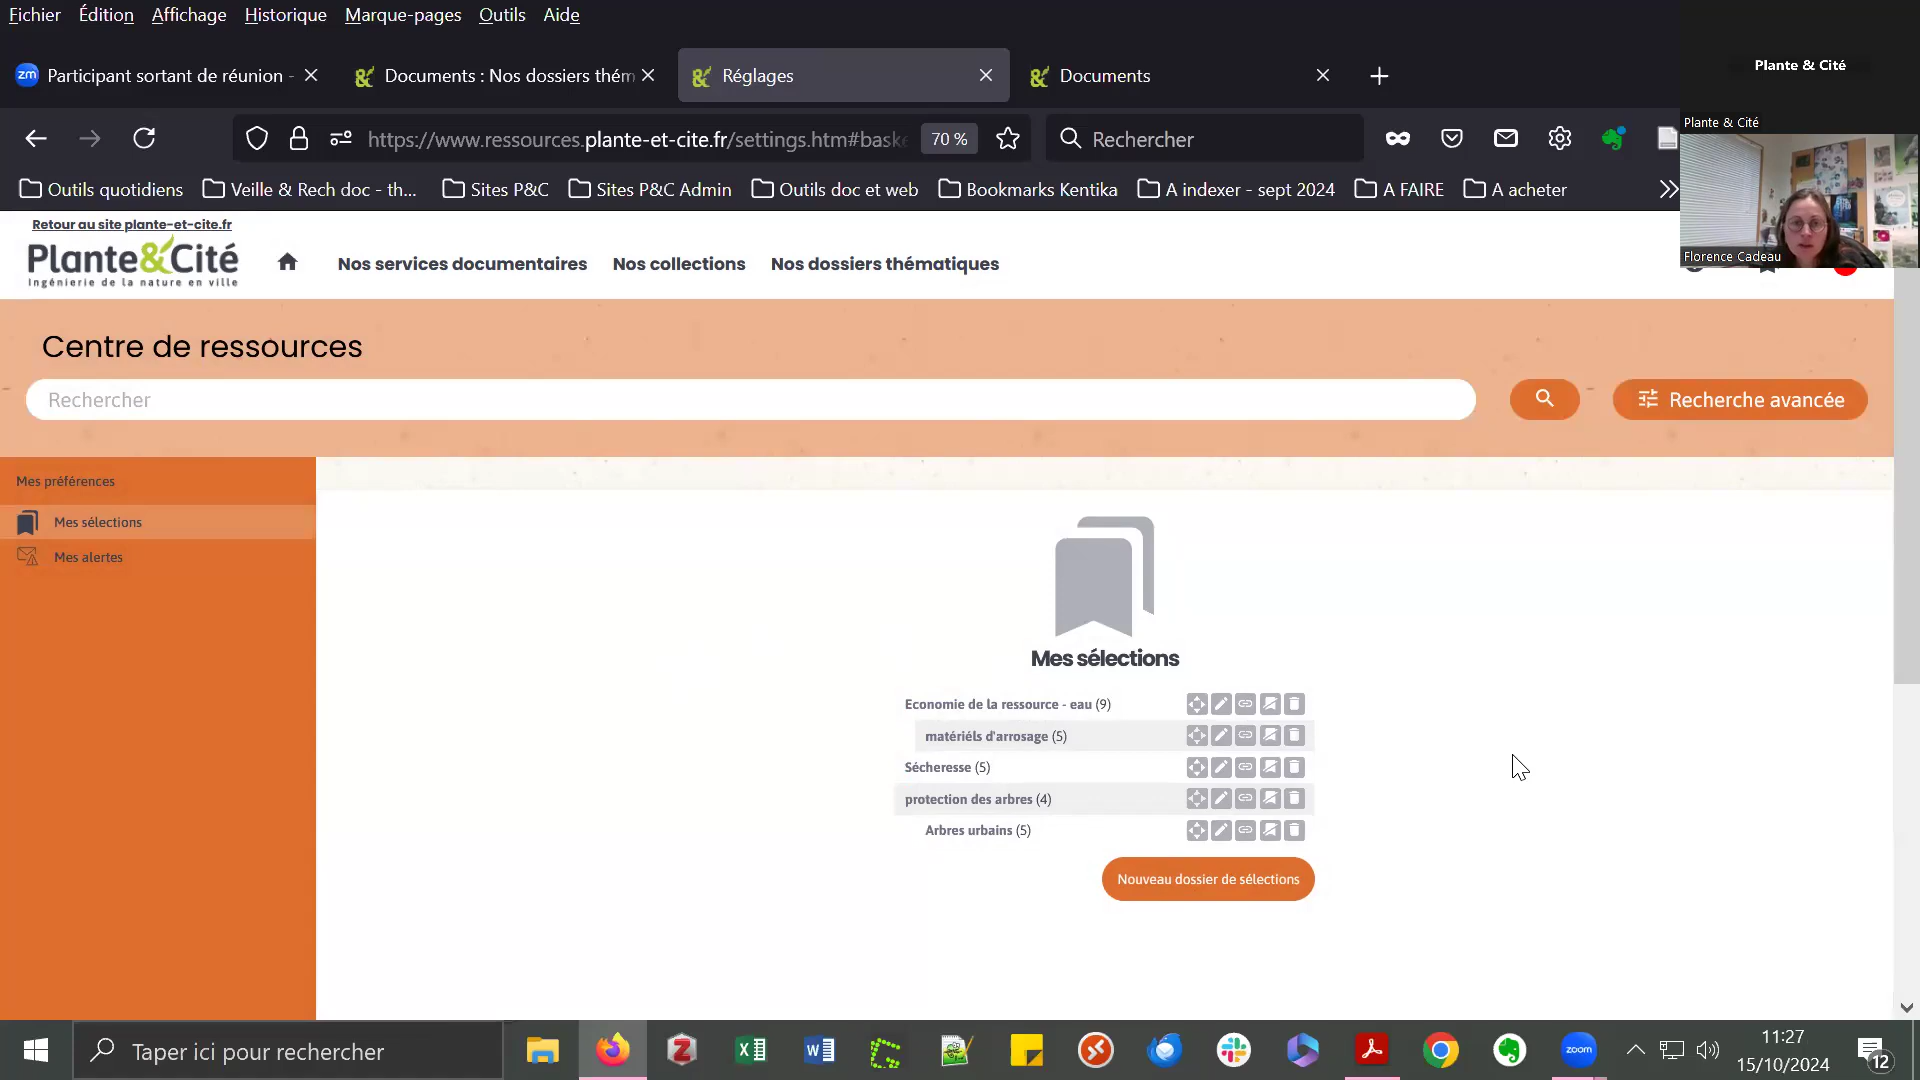 Fichier Édition Affichage Historique Marque-pages Outils Aide
Participant sortant de réunion -
Documents : Nos dossiers thém
Réglages
Documents
Plante & Cité
https://www.ressources.plante-et-cite.fr/settings.htm#baske
70 %
Rechercher
Plante & Cité
Outils quotidiens
Veille & Rech doc - th...
Sites P&C
Sites P&C Admin
Outils doc et web
Bookmarks Kentika
A indexer - sept 2024
A FAIRE
A acheter
Florence Cadeau
Retour au site plante-et-cite.fr
Plante&Cité
Ingénierie de la nature en ville
Nos services documentaires
Nos collections
Nos dossiers thématiques
Centre de ressources
Rechercher
Recherche avancée
Mes préférences
Mes sélections
Mes alertes
Mes sélections
Economie de la ressource - eau (9)
matériéls d'arrosage (5)
Sécheresse (5)
protection des arbres (4)
Arbres urbains (5)
Nouveau dossier de sélections
Taper ici pour rechercher
zoom
11:27
15/10/2024
12